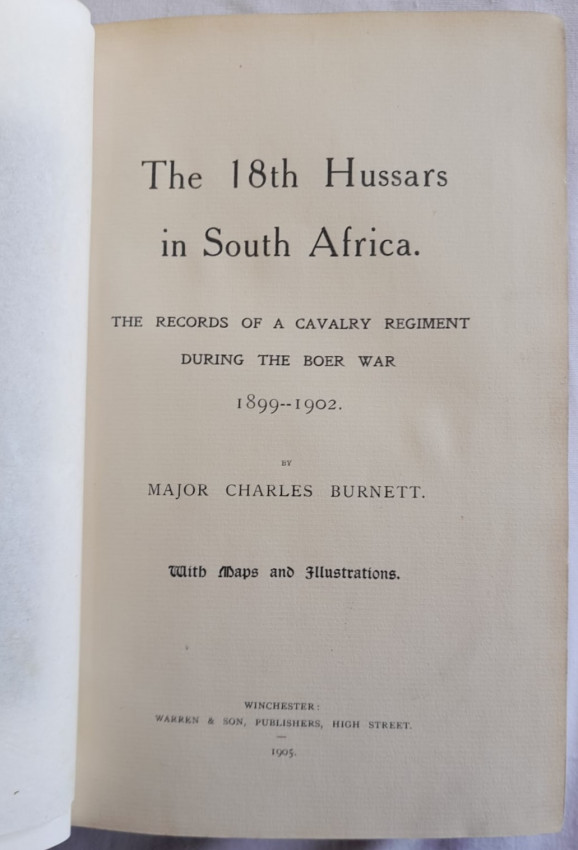 The 18th Hussars
in South Africa.
THE RECORDS OF A CAVALRY REGIMENT
DURING THE BOER WAR
1899--1902.
BY
MAJOR CHARLES BURNETT.
With Maps and Illustrations.
WINCHESTER:
WARREN & SON, PUBLISHERS, HIGH STREET.
1905.